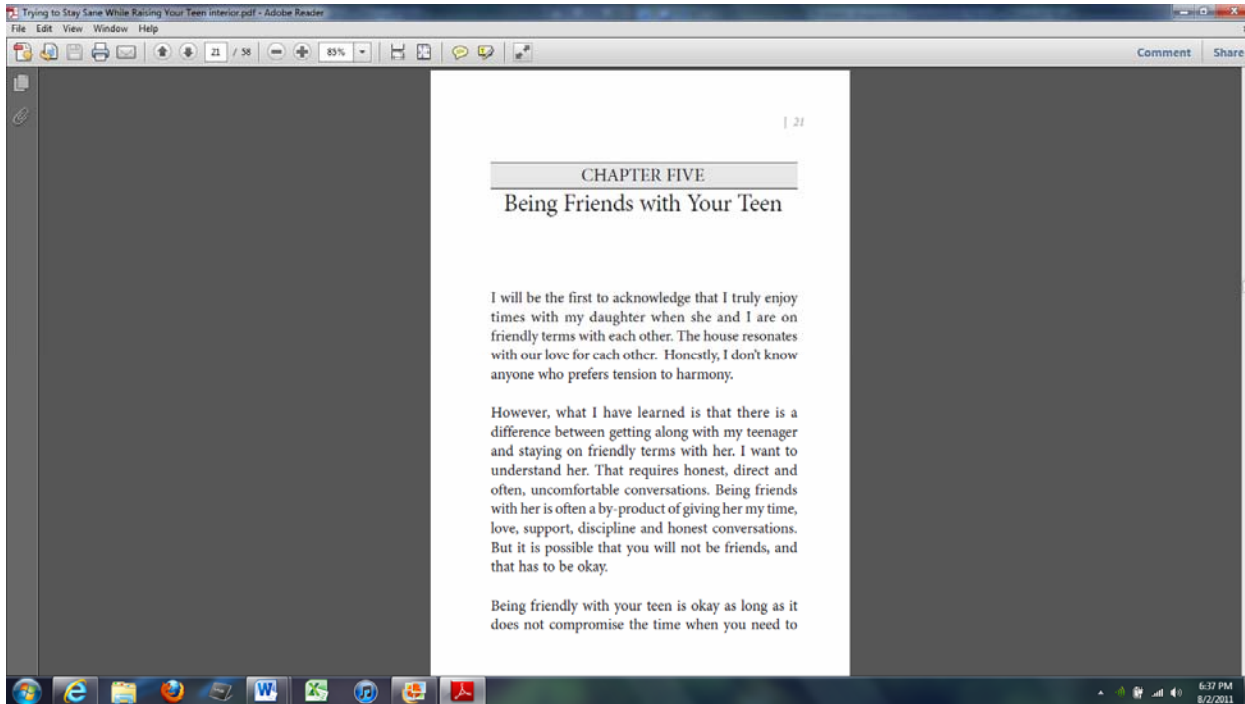 Trying to Stay Sane While Raising Your Teen interior.pdf - Adobe Reader
File Edit View Window Help
21 / 58 83% Comment Share
| 21
CHAPTER FIVE
Being Friends with Your Teen
I will be the first to acknowledge that I truly enjoy
times with my daughter when she and I are on
friendly terms with each other. The house resonates
with our love for each other. Honestly, I don't know
anyone who prefers tension to harmony.
However, what I have learned is that there is a
difference between getting along with my teenager
and staying on friendly terms with her. I want to
understand her. That requires honest, direct and
often, uncomfortable conversations. Being friends
with her is often a by-product of giving her my time,
love, support, discipline and honest conversations.
But it is possible that you will not be friends, and
that has to be okay.
Being friendly with your teen is okay as long as it
does not compromise the time when you need to
6:37 PM
8/2/2011